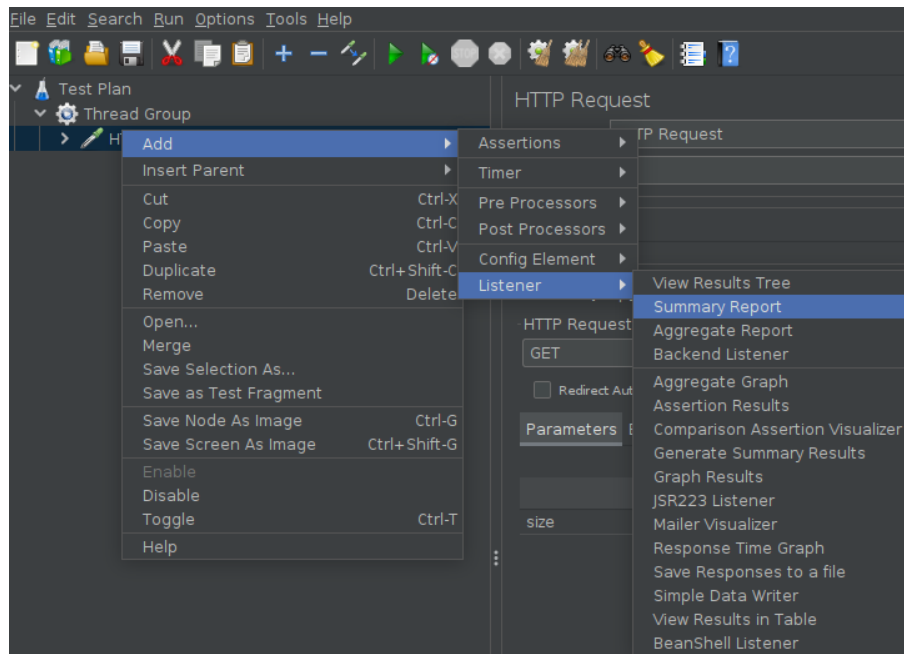 File Edit Search Run Options Tools Help
STOP
Test Plan
Thread Group
HTTP Request
TP Request
Add
Insert Parent
Cut Ctrl-X
Copy Ctrl-C
Paste Ctrl-V
Duplicate Ctrl+Shift-C
Remove Delete
Open...
Merge
Save Selection As...
Save as Test Fragment
Save Node As Image Ctrl-G
Save Screen As Image Ctrl+Shift-G
Enable
Disable
Toggle Ctrl-T
Help
Assertions
Timer
Pre Processors
Post Processors
Config Element
Listener
HTTP Request
GET
Redirect Aut
Parameters
size
View Results Tree
Summary Report
Aggregate Report
Backend Listener
Aggregate Graph
Assertion Results
Comparison Assertion Visualizer
Generate Summary Results
Graph Results
JSR223 Listener
Mailer Visualizer
Response Time Graph
Save Responses to a file
Simple Data Writer
View Results in Table
BeanShell Listener